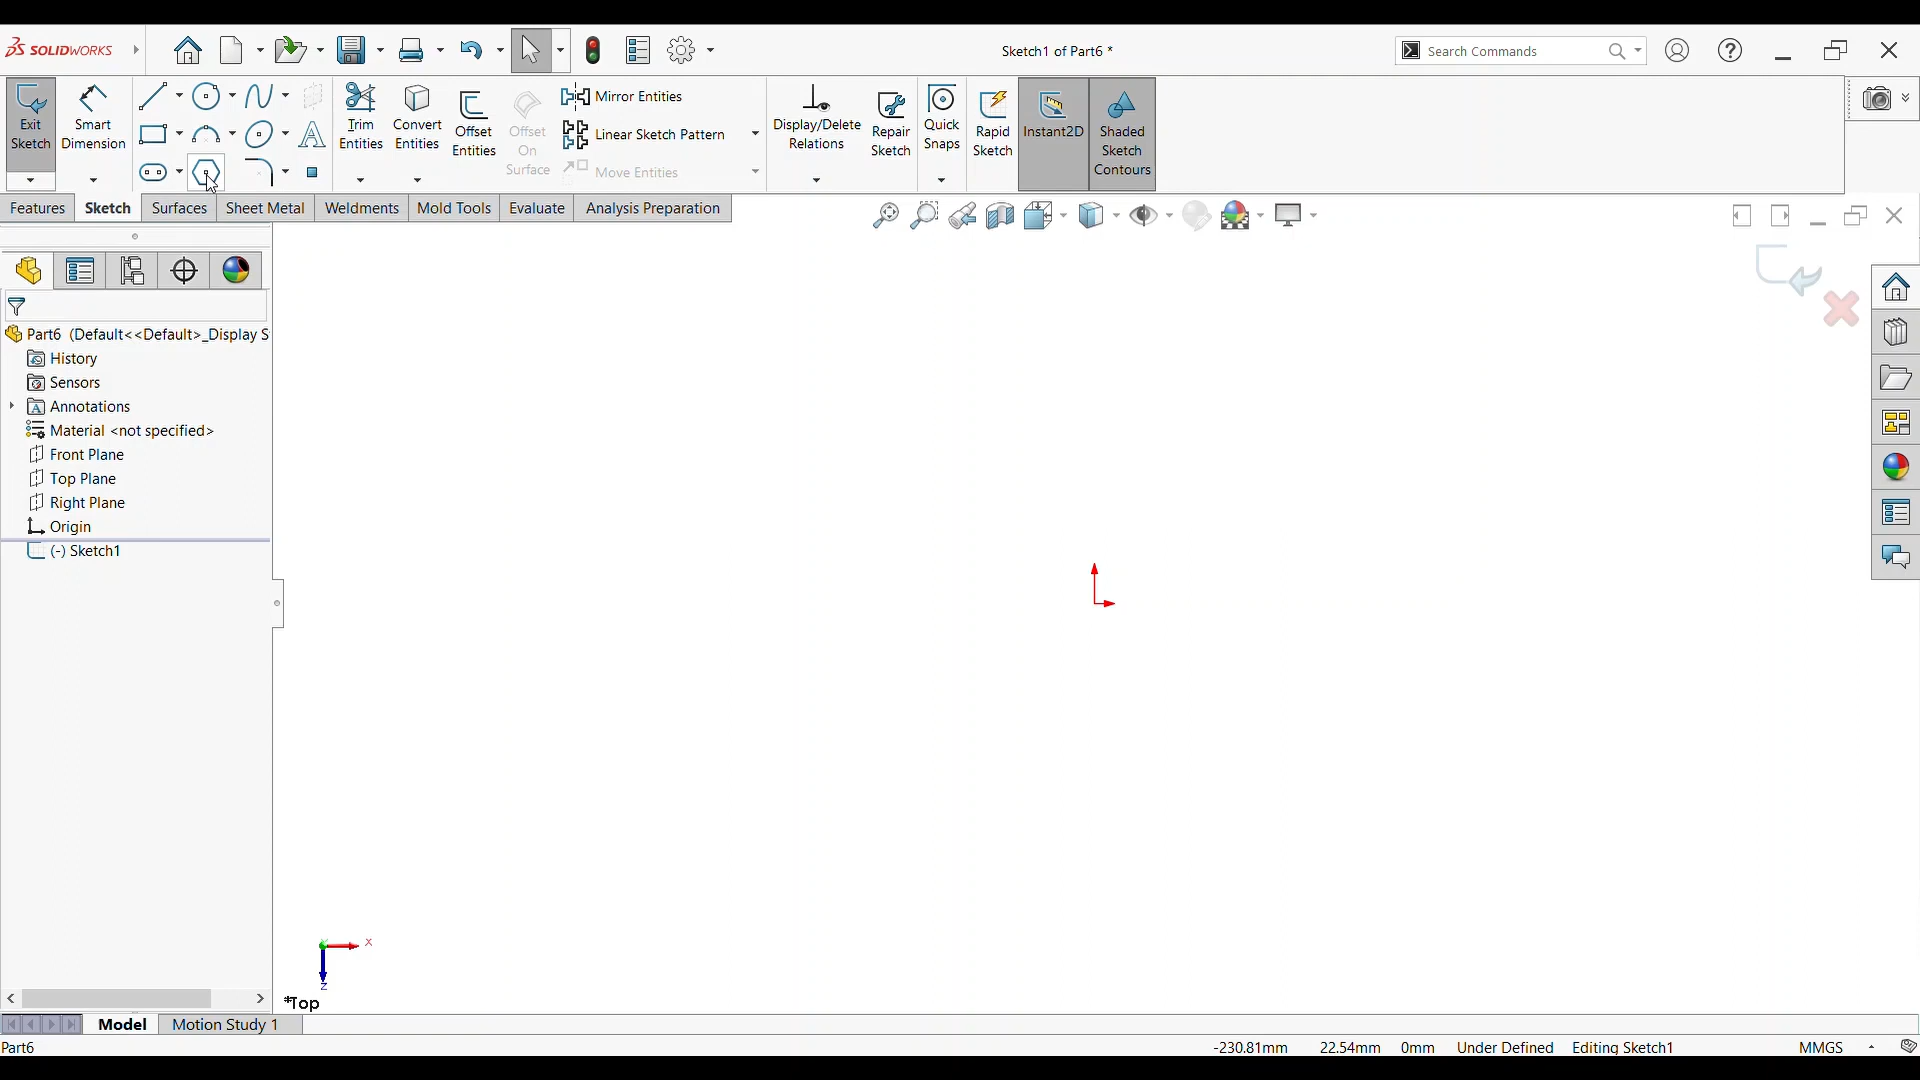 SOLIDWORKS
Sketch1 of Part6 *
Search Commands
Exit
Sketch
Smart
Dimension
Trim
Entities
Convert
Entities
Offset
Entities
Offset
On
Surface
Mirror Entities
Linear Sketch Pattern
Move Entities
Display/Delete
Relations
Repair
Sketch
Quick
Snaps
Rapid
Sketch
Instant2D
Shaded
Sketch
Contours
Features
Sketch
Surfaces
Sheet Metal
Weldments
Mold Tools
Evaluate
Analysis Preparation
Part6 (Default<<Default>_Display S
History
Sensors
Annotations
Material <not specified>
Front Plane
Top Plane
Right Plane
Origin
(-) Sketch1
x
z
*Top
Model
Motion Study 1
Part6
-230.81mm 22.54mm 0mm Under Defined Editing Sketch1 MMGS